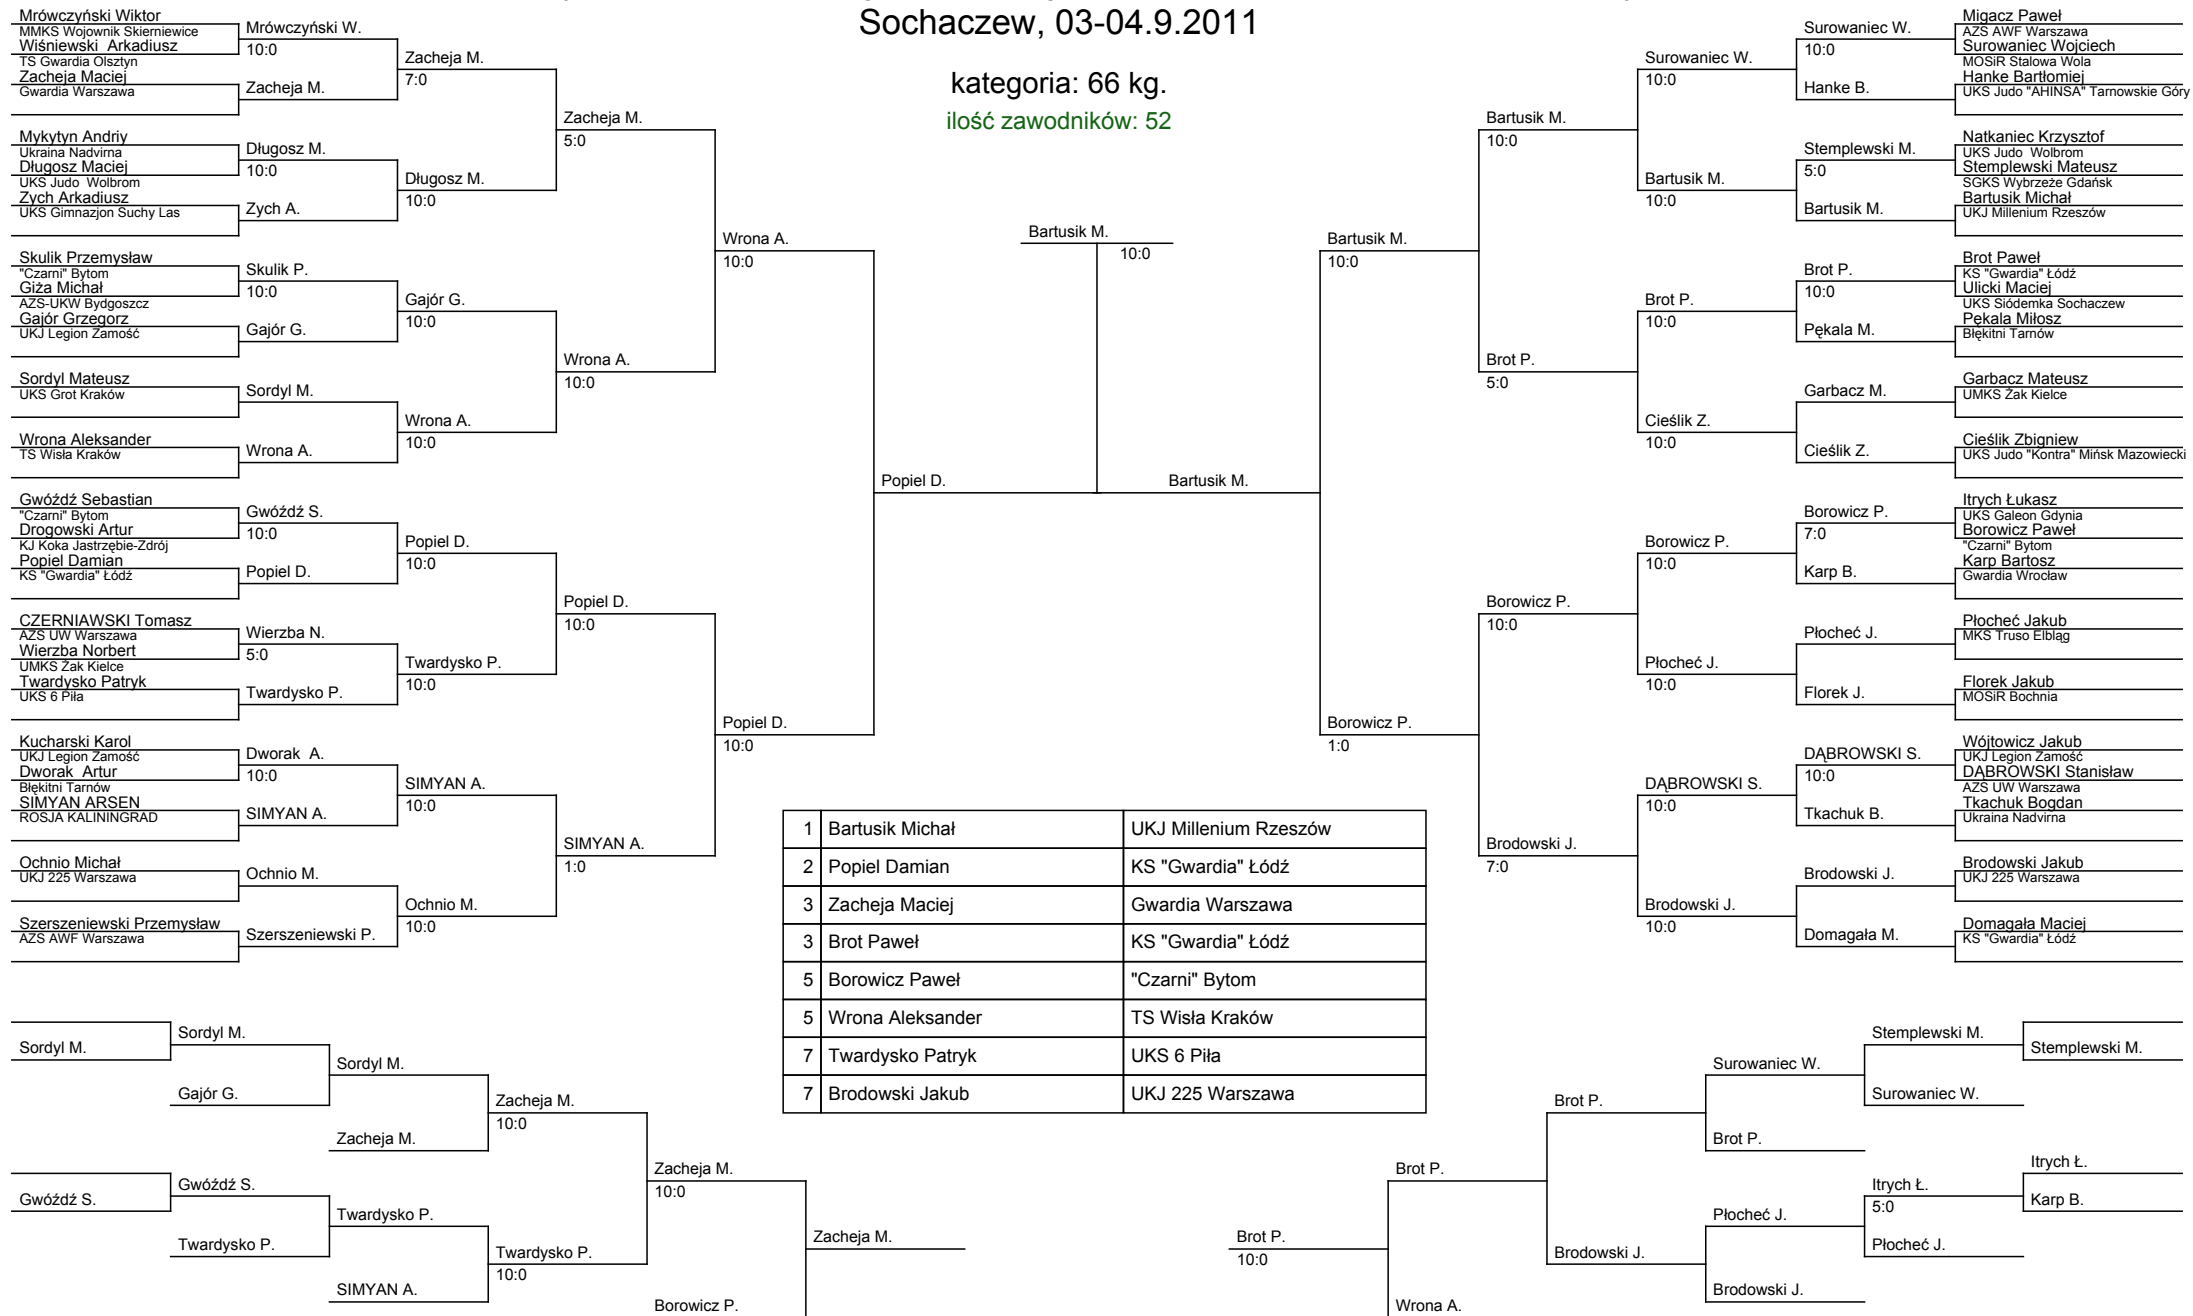 Sochaczew, 03-04.9.2011
kategoria: 66 kg.
ilość zawodników: 52
Mrówczyński Wiktor
MMKS Wojownik Skierniewice
Wiśniewski Arkadiusz
TS Gwardia Olsztyn
Zacheja Maciej
Gwardia Warszawa
Mykytyn Andriy
Ukraina Nadvirna
Długosz Maciej
UKS Judo Wolbrom
Zych Arkadiusz
UKS Gimnazjon Suchy Las
Skulik Przemysław
"Czarni" Bytom
Giża Michał
AZS-UKW Bydgoszcz
Gajór Grzegorz
UKJ Legion Zamość
Sordyl Mateusz
UKS Grot Kraków
Wrona Aleksander
TS Wisła Kraków
Gwóźdź Sebastian
"Czarni" Bytom
Drogowski Artur
KJ Koka Jastrzębie-Zdrój
Popiel Damian
KS "Gwardia" Łódź
CZERNIAWSKI Tomasz
AZS UW Warszawa
Wierzba Norbert
UMKS Żak Kielce
Twardysko Patryk
UKS 6 Piła
Kucharski Karol
UKJ Legion Zamość
Dworak Artur
Błękitni Tarnów
SIMYAN ARSEN
ROSJA KALININGRAD
Ochnio Michał
UKJ 225 Warszawa
Szerszeniewski Przemysław
AZS AWF Warszawa
Mrówczyński W.
10:0
Zacheja M.
Długosz M.
10:0
Zych A.
Skulik P.
10:0
Gajór G.
Sordyl M.
Wrona A.
Gwóźdź S.
10:0
Popiel D.
Wierzba N.
5:0
Twardysko P.
Dworak A.
10:0
SIMYAN A.
Ochnio M.
Szerszeniewski P.
Zacheja M.
7:0
Długosz M.
10:0
Gajór G.
10:0
Wrona A.
10:0
Popiel D.
10:0
Twardysko P.
10:0
SIMYAN A.
10:0
Ochnio M.
10:0
Zacheja M.
5:0
Wrona A.
10:0
Popiel D.
10:0
SIMYAN A.
1:0
Wrona A.
10:0
Popiel D.
10:0
Popiel D.
Bartusik M.
10:0
Bartusik M.
Bartusik M.
10:0
Borowicz P.
1:0
Bartusik M.
10:0
Brot P.
5:0
Borowicz P.
10:0
Brodowski J.
7:0
Surowaniec W.
10:0
Bartusik M.
10:0
Brot P.
10:0
Cieślik Z.
10:0
Borowicz P.
10:0
Płocheć J.
10:0
DĄBROWSKI S.
10:0
Brodowski J.
10:0
Surowaniec W.
10:0
Hanke B.
Stemplewski M.
5:0
Bartusik M.
Brot P.
10:0
Pękala M.
Garbacz M.
Cieślik Z.
Borowicz P.
7:0
Karp B.
Płocheć J.
Florek J.
DĄBROWSKI S.
10:0
Tkachuk B.
Brodowski J.
Domagała M.
Migacz Paweł
AZS AWF Warszawa
Surowaniec Wojciech
MOSiR Stalowa Wola
Hanke Bartłomiej
UKS Judo "AHINSA" Tarnowskie Góry
Natkaniec Krzysztof
UKS Judo Wolbrom
Stemplewski Mateusz
SGKS Wybrzeże Gdańsk
Bartusik Michał
UKJ Millenium Rzeszów
Brot Paweł
KS "Gwardia" Łódź
Ulicki Maciej
UKS Siódemka Sochaczew
Pękala Miłosz
Błękitni Tarnów
Garbacz Mateusz
UMKS Żak Kielce
Cieślik Zbigniew
UKS Judo "Kontra" Mińsk Mazowiecki
Itrych Łukasz
UKS Galeon Gdynia
Borowicz Paweł
"Czarni" Bytom
Karp Bartosz
Gwardia Wrocław
Płocheć Jakub
MKS Truso Elbląg
Florek Jakub
MOSiR Bochnia
Wójtowicz Jakub
UKJ Legion Zamość
DĄBROWSKI Stanisław
AZS UW Warszawa
Tkachuk Bogdan
Ukraina Nadvirna
Brodowski Jakub
UKJ 225 Warszawa
Domagała Maciej
KS "Gwardia" Łódź
1 Bartusik Michał UKJ Millenium Rzeszów
2 Popiel Damian KS "Gwardia" Łódź
3 Zacheja Maciej Gwardia Warszawa
3 Brot Paweł KS "Gwardia" Łódź
5 Borowicz Paweł "Czarni" Bytom
5 Wrona Aleksander TS Wisła Kraków
7 Twardysko Patryk UKS 6 Piła
7 Brodowski Jakub UKJ 225 Warszawa
Sordyl M.
Gwóźdź S.
Sordyl M.
Gajór G.
Gwóźdź S.
Twardysko P.
Sordyl M.
Zacheja M.
Twardysko P.
SIMYAN A.
Zacheja M.
10:0
Twardysko P.
10:0
Zacheja M.
10:0
Borowicz P.
Zacheja M.
Brot P.
10:0
Brot P.
Wrona A.
Brot P.
Brodowski J.
Surowaniec W.
Brot P.
Płocheć J.
Brodowski J.
Stemplewski M.
Surowaniec W.
Itrych Ł.
5:0
Płocheć J.
Stemplewski M.
Itrych Ł.
Karp B.